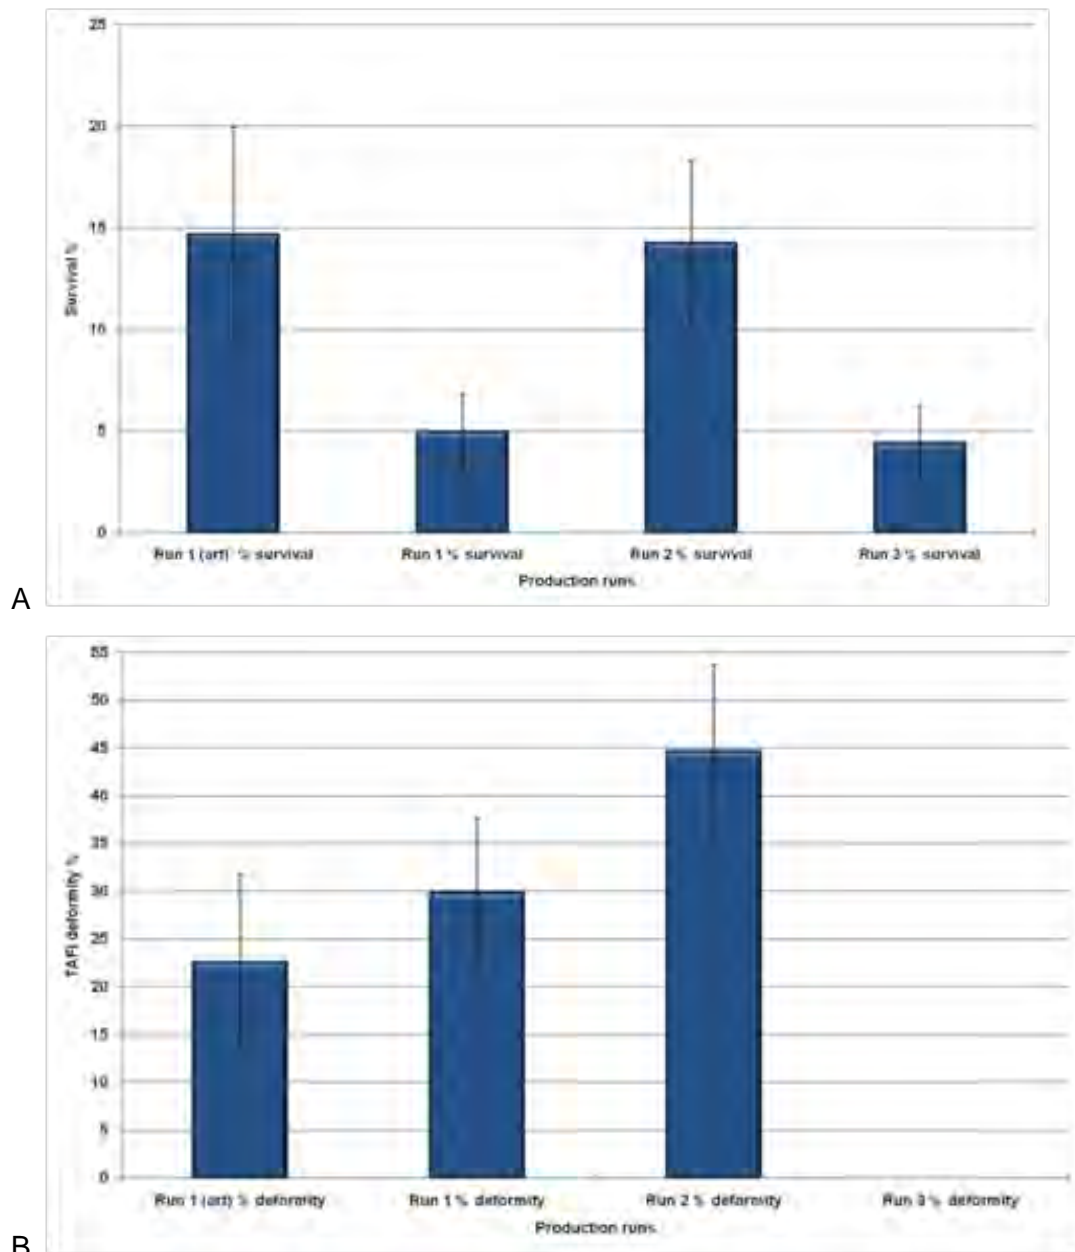 25
20
15
10
5
0
Survival %
Run 1 (art) % survival Run 1 % survival Run 2 % survival Run 3 % survival
Production runs
A
55
50
45
40
35
30
25
20
15
10
5
0
TAFI deformity %
Run 1 (art) % deformity Run 1 % deformity Run 2 % deformity Run 3 % deformity
Production runs
B